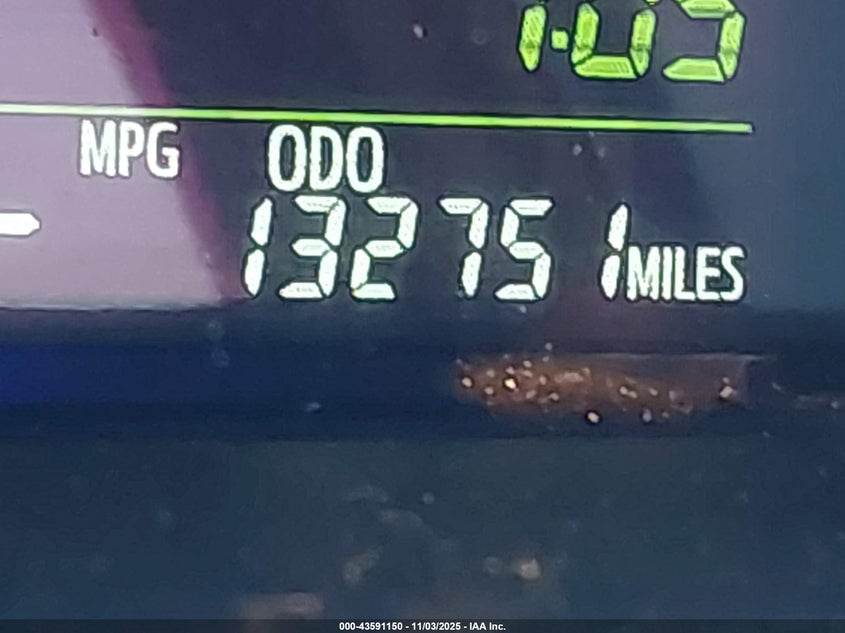 1:05
MPG ODO
132751 MILES
000-43591150 - 11/03/2025 - IAA Inc.